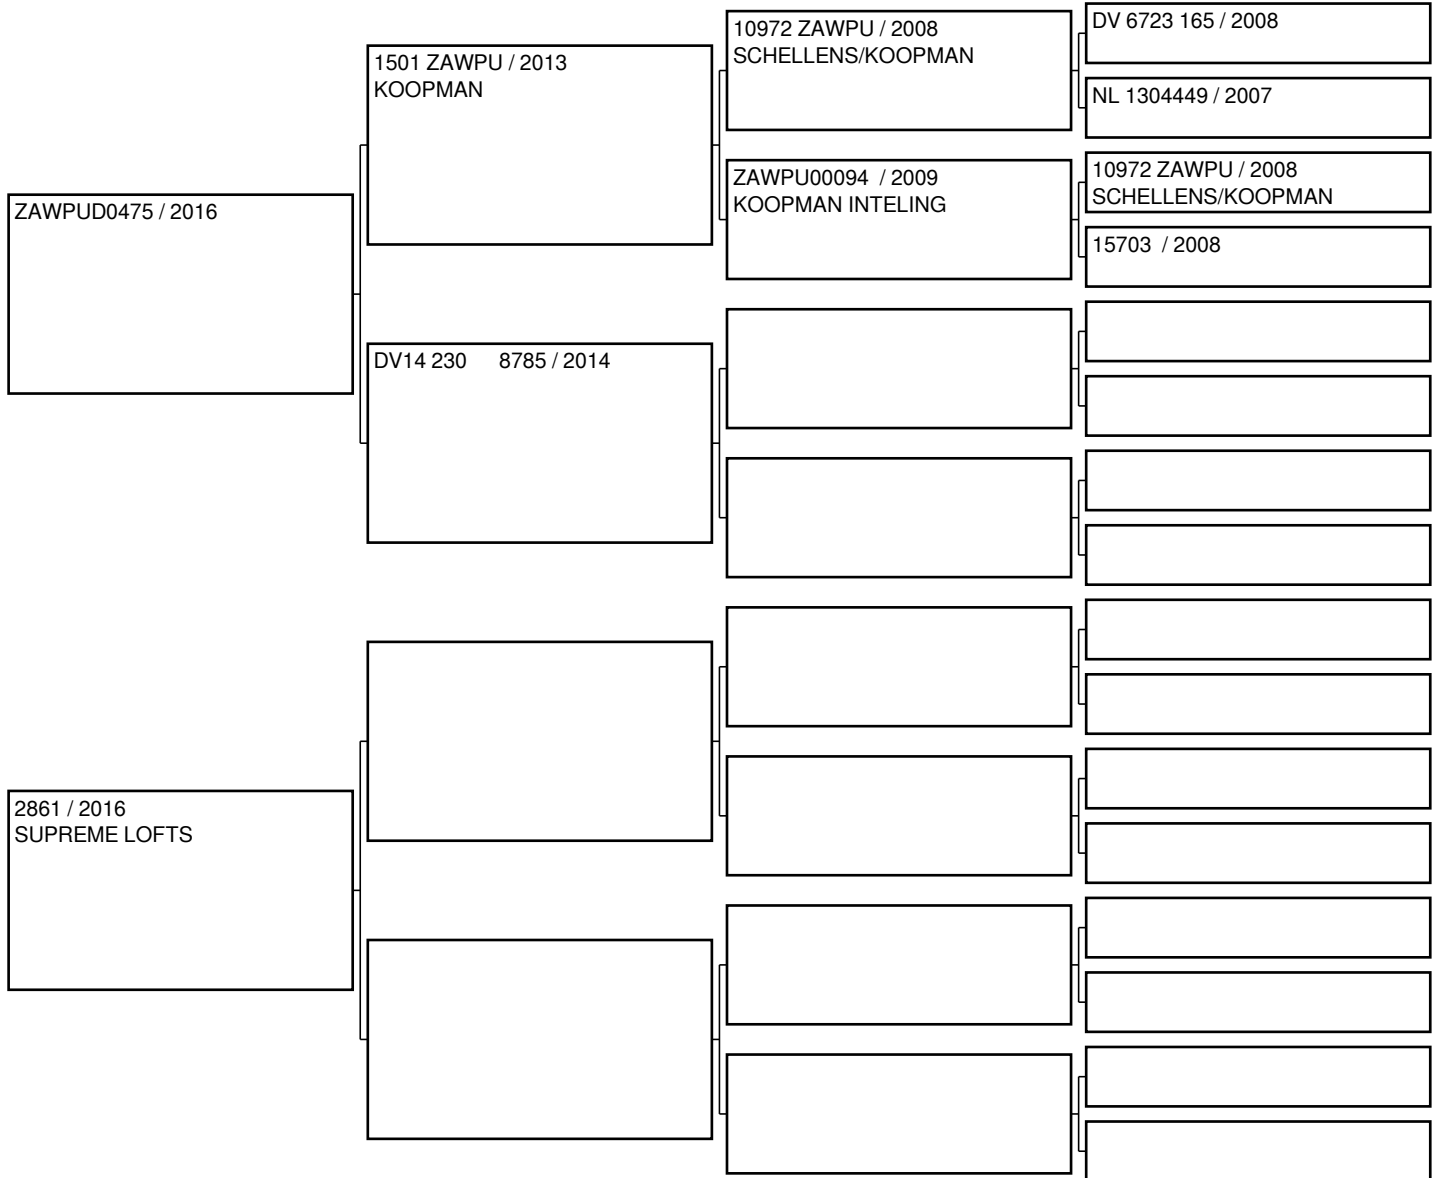 ZAWPUD0475 / 2016
2861 / 2016
SUPREME LOFTS
1501 ZAWPU / 2013
KOOPMAN
DV14 230 8785 / 2014
10972 ZAWPU / 2008
SCHELLENS/KOOPMAN
ZAWPU00094 / 2009
KOOPMAN INTELING
DV 6723 165 / 2008
NL 1304449 / 2007
10972 ZAWPU / 2008
SCHELLENS/KOOPMAN
15703 / 2008